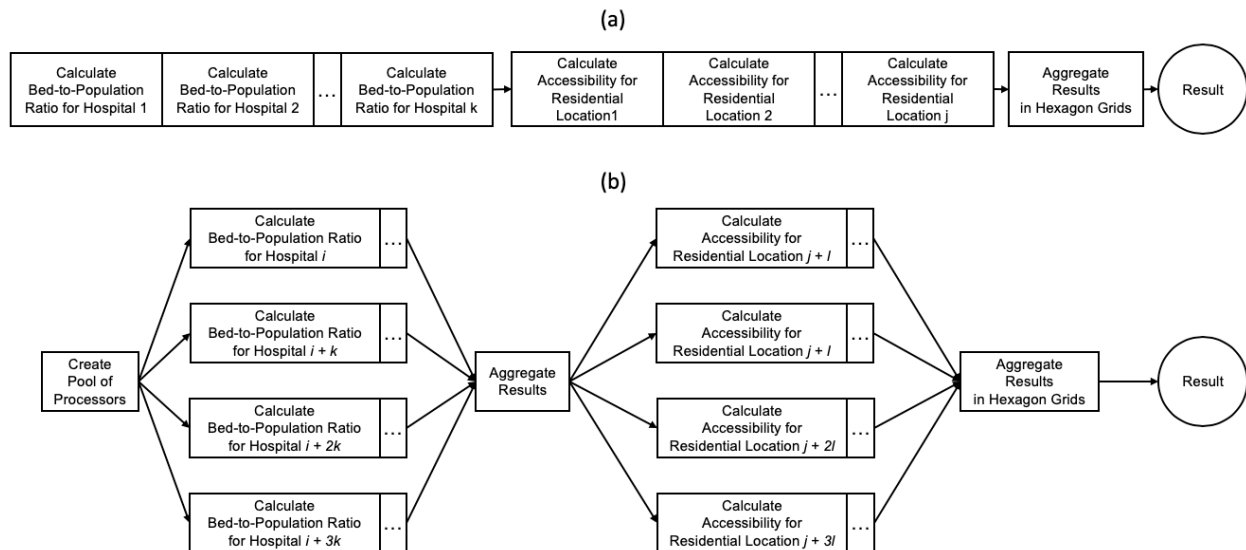 (a)
Calculate
Bed-to-Population
Ratio for Hospital 1
Calculate
Bed-to-Population
Ratio for Hospital 2
...
Calculate
Bed-to-Population
Ratio for Hospital k
Calculate
Accessibility for
Residential
Location1
Calculate
Accessibility for
Residential
Location 2
...
Calculate
Accessibility for
Residential
Location j
Aggregate
Results
in Hexagon Grids
Result
(b)
Create
Pool of
Processors
Calculate
Bed-to-Population Ratio
for Hospital i
...
Calculate
Bed-to-Population Ratio
for Hospital i + k
...
Calculate
Bed-to-Population Ratio
for Hospital i + 2k
...
Calculate
Bed-to-Population Ratio
for Hospital i + 3k
...
Aggregate
Results
Calculate
Accessibility for
Residential Location j + l
...
Calculate
Accessibility for
Residential Location j + l
...
Calculate
Accessibility for
Residential Location j + 2l
...
Calculate
Accessibility for
Residential Location j + 3l
...
Aggregate
Results
in Hexagon Grids
Result